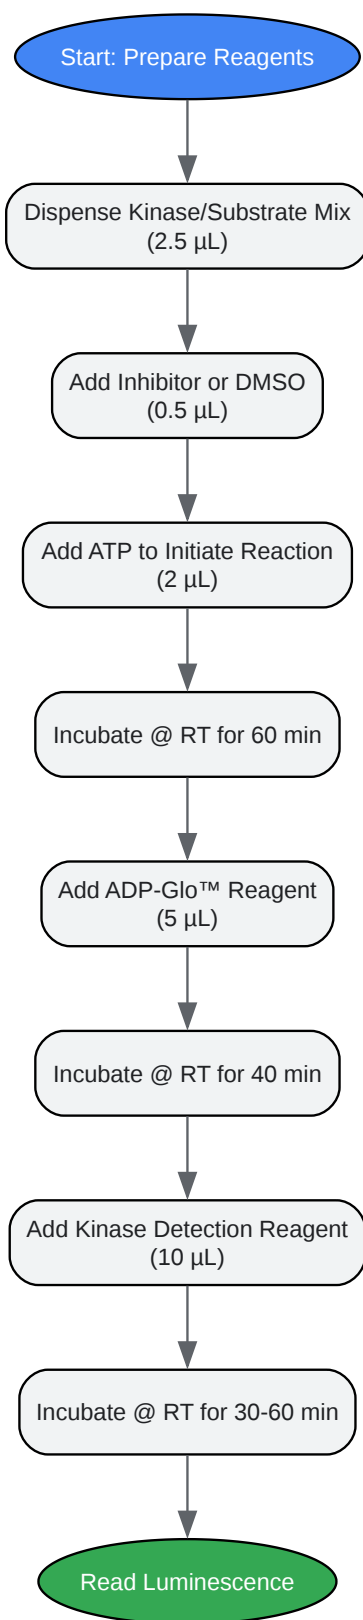 Start: Prepare Reagents
Dispense Kinase/Substrate Mix
(2.5 µL)
Add Inhibitor or DMSO
(0.5 µL)
Add ATP to Initiate Reaction
(2 µL)
Incubate @ RT for 60 min
Add ADP-Glo™ Reagent
(5 µL)
Incubate @ RT for 40 min
Add Kinase Detection Reagent
(10 µL)
Incubate @ RT for 30-60 min
Read Luminescence